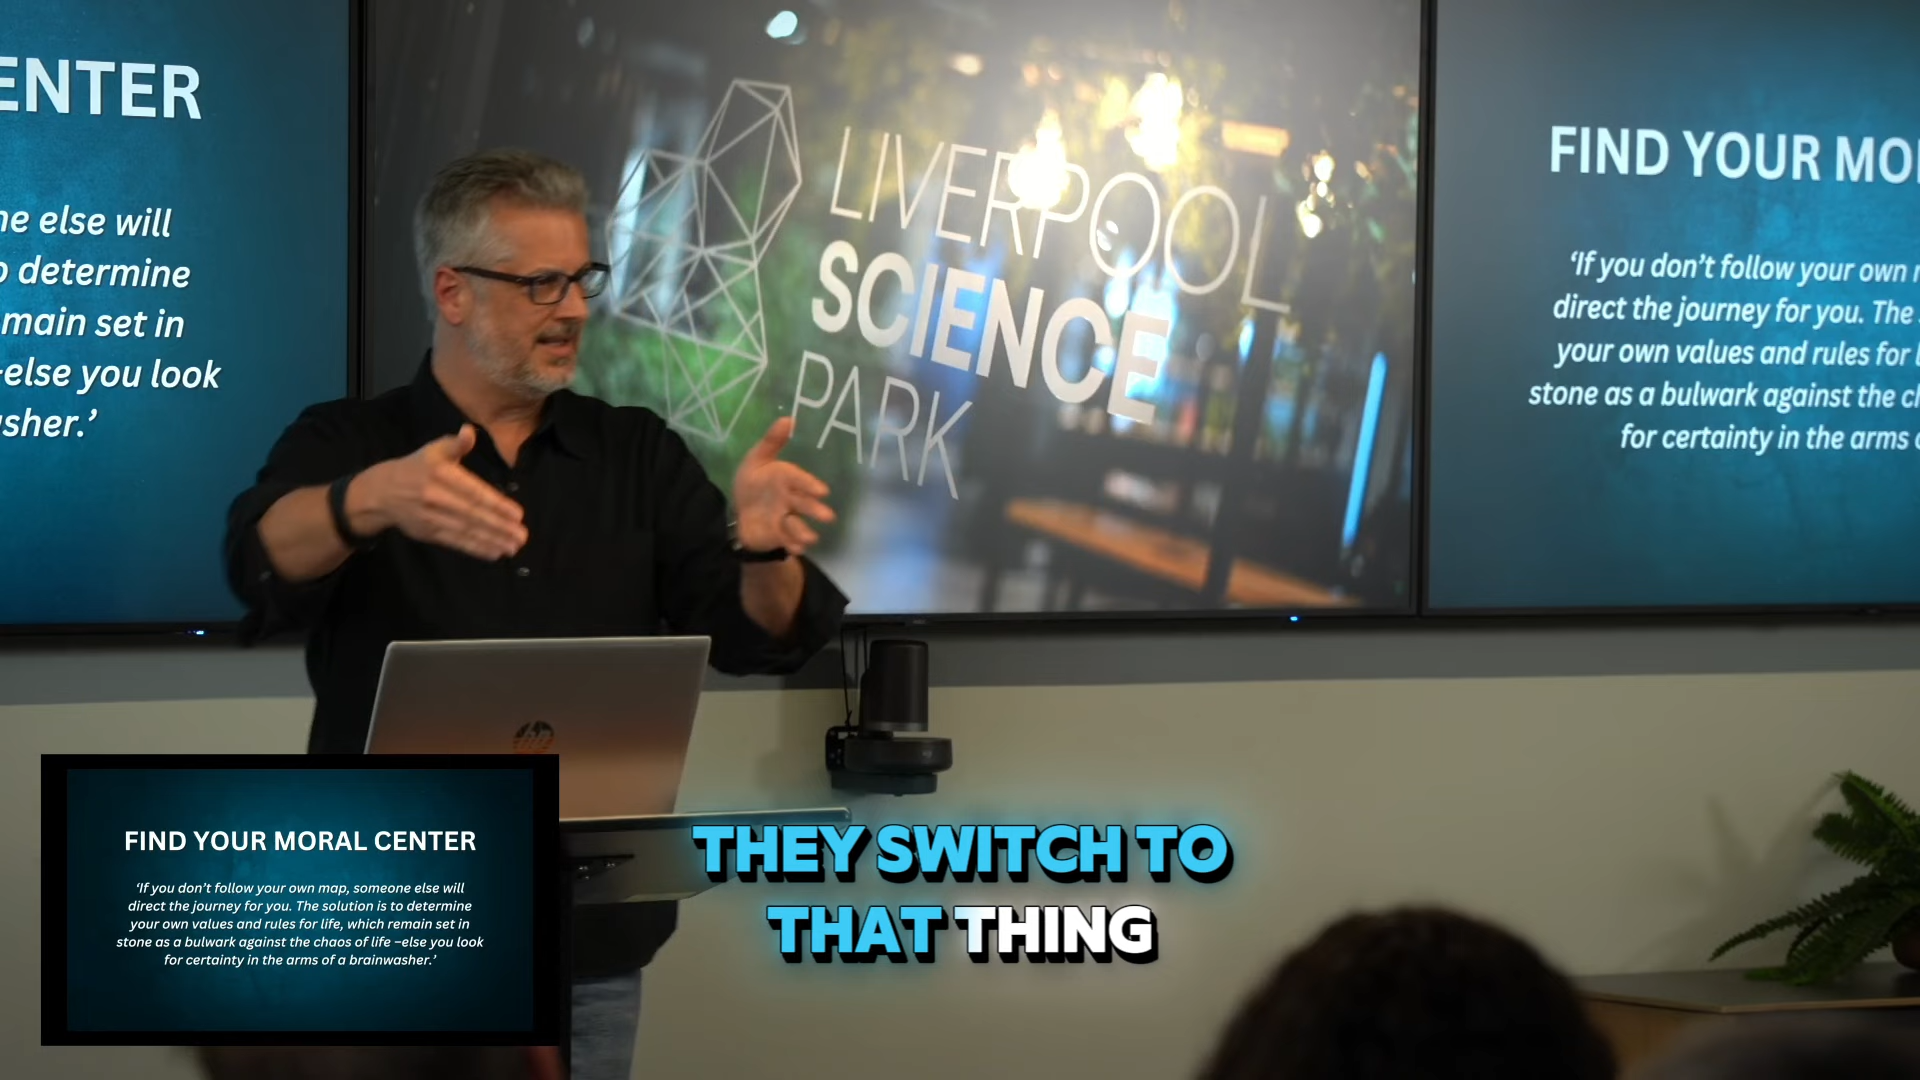 ENTER
ne else will
o determine
main set in
-else you look
sher.’
LIVERPOOL
SCIENCE
PARK
FIND YOUR MO
‘If you don’t follow your own
direct the journey for you. The
your own values and rules for
stone as a bulwark against the
for certainty in the arms
hp
FIND YOUR MORAL CENTER
‘If you don’t follow your own map, someone else will
direct the journey for you. The solution is to determine
your own values and rules for life, which remain set in
stone as a bulwark against the chaos of life –else you look
for certainty in the arms of a brainwasher.’
THEY SWITCH TO
THAT THING